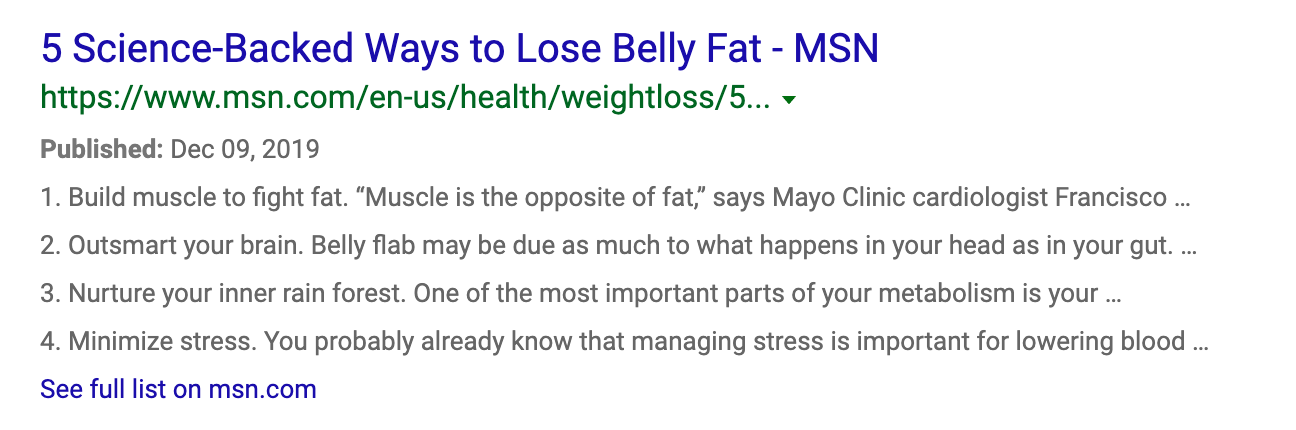 5 Science-Backed Ways to Lose Belly Fat - MSN
https://www.msn.com/en-us/health/weightloss/5...
Published: Dec 09, 2019
1. Build muscle to fight fat. “Muscle is the opposite of fat,” says Mayo Clinic cardiologist Francisco ...
2. Outsmart your brain. Belly flab may be due as much to what happens in your head as in your gut. ...
3. Nurture your inner rain forest. One of the most important parts of your metabolism is your ...
4. Minimize stress. You probably already know that managing stress is important for lowering blood ...
See full list on msn.com